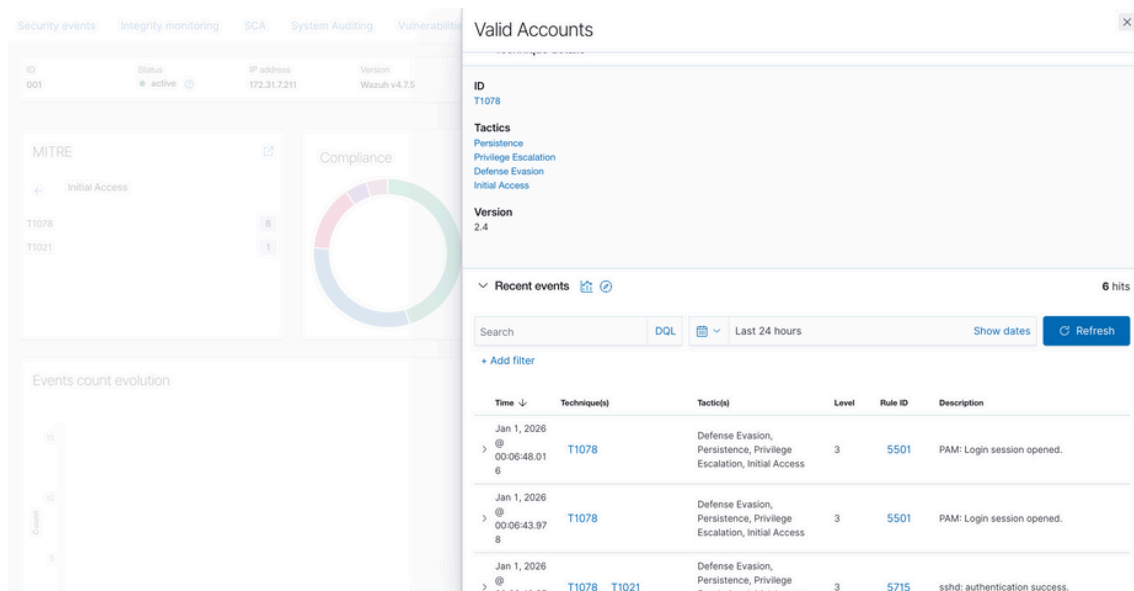 Security events Integrity monitoring SCA System Auditing Vulnerabilitie
ID Status IP address Version
001 active 172.31.7.211 Wazuh v4.7.5
MITRE
Initial Access
T1078 6
T1021 1
Compliance
Events count evolution
15
10
5
Count
Valid Accounts
ID
T1078
Tactics
Persistence
Privilege Escalation
Defense Evasion
Initial Access
Version
2.4
Recent events 6 hits
Search DQL Last 24 hours Show dates Refresh
+ Add filter
Time Technique(s) Tactic(s) Level Rule ID Description
Jan 1, 2026
@
00:06:48.01
6
T1078
Defense Evasion,
Persistence, Privilege
Escalation, Initial Access
3 5501 PAM: Login session opened.
Jan 1, 2026
@
00:06:43.97
8
T1078
Defense Evasion,
Persistence, Privilege
Escalation, Initial Access
3 5501 PAM: Login session opened.
Jan 1, 2026
@
T1078 T1021
Defense Evasion,
Persistence, Privilege
3 5715 sshd: authentication success.